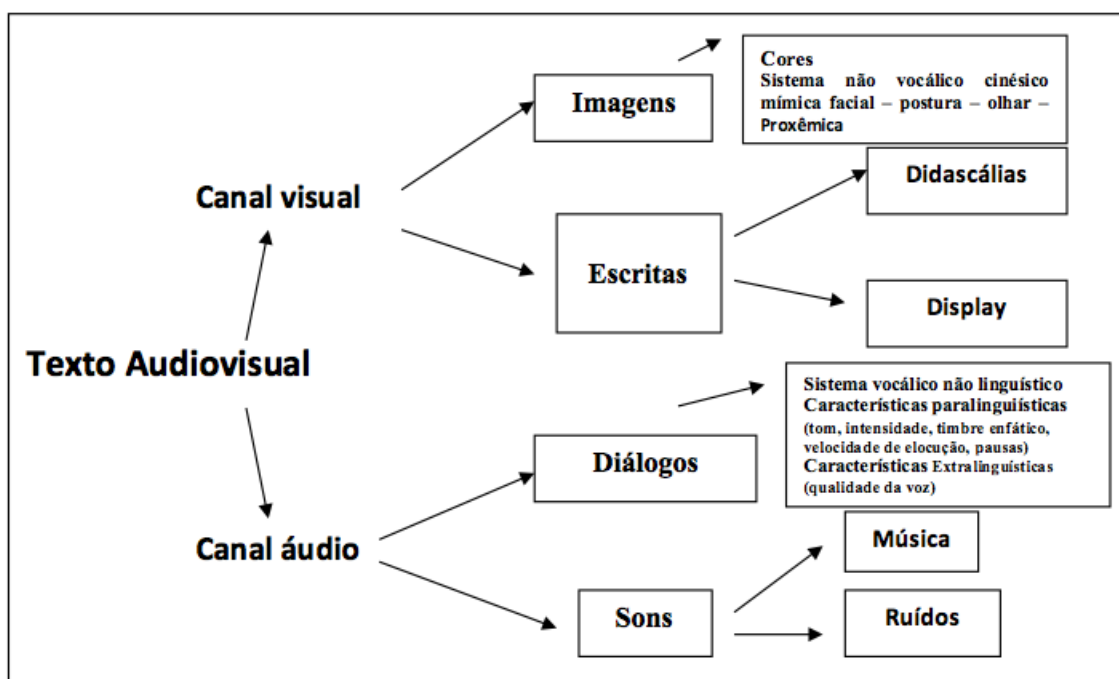 Cores
Sistema não vocálico cinésico
mímica facial – postura – olhar –
Proxêmica
Imagens
Didascálias
Canal visual
Escritas
Display
Texto Audiovisual
Sistema vocálico não linguístico
Características paralinguiísticas
(tom, intensidade, timbre enfático,
velocidade de elocução, pausas)
Características Extralinguísticas
(qualidade da voz)
Diálogos
Música
Canal áudio
Sons
Ruídos